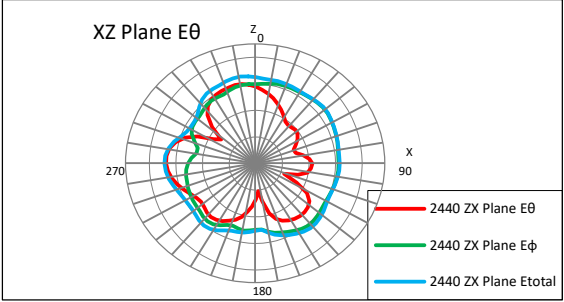 XZ Plane Eθ
Z
0
X
90
270
180
2440 ZX Plane Eθ
2440 ZX Plane Eϕ
2440 ZX Plane Etotal